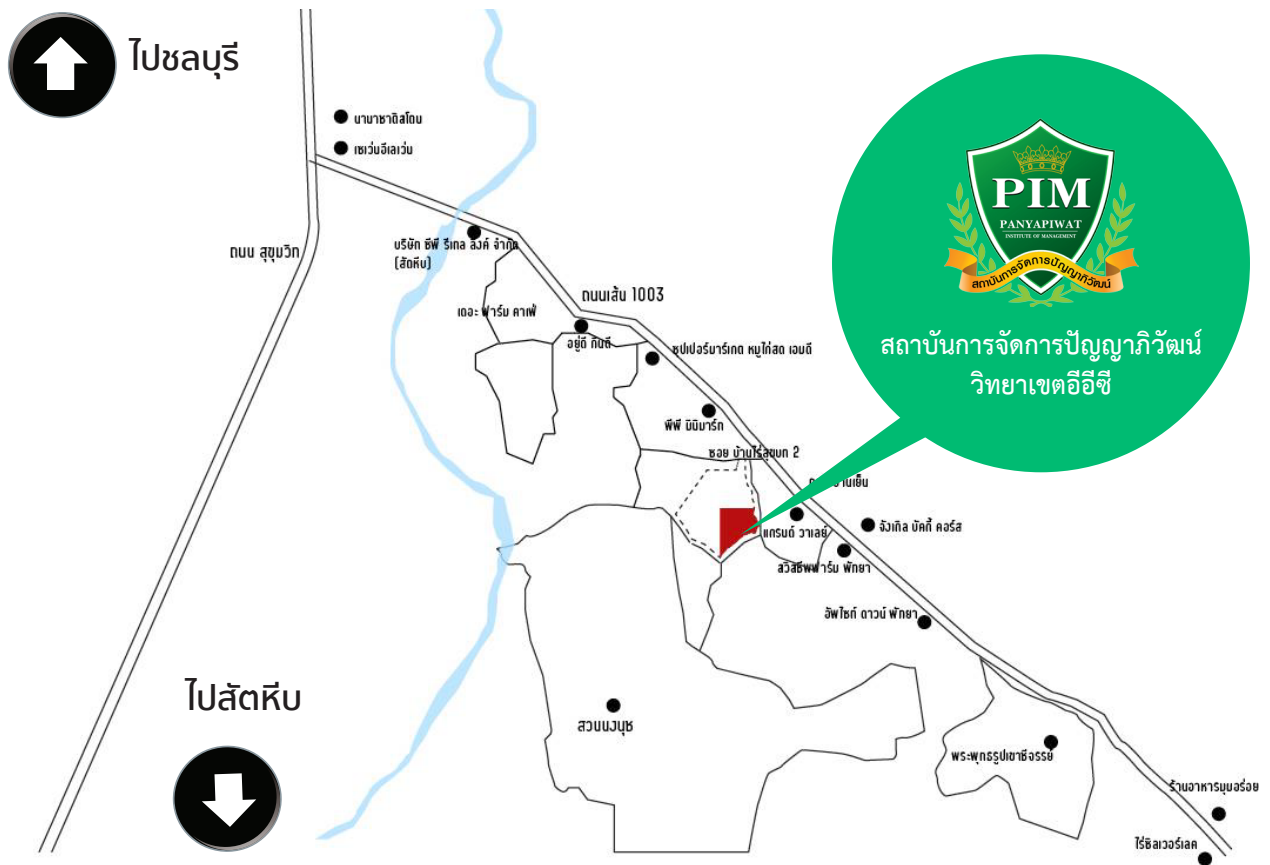 ไปชลบุรี
นานาชาติสโตน
เซเว่นอีเลเว่น
ถนน สุขุมวิท
บริษัท ซีพี รีเทล ลิงค์ จำกัด
(สัตหีบ)
ถนนเส้น 1003
เดอะ ฟาร์ม คาเฟ่
อยู่ดี กินดี
ซุปเปอร์มาร์เกต หมูไก่สด เอมดี
พีพี มินิมาร์ท
ซอย บ้านไร่สุขบท 2
แกรนด์ วาเลย์
จังเกิล บัคกี้ คอร์ส
สวิสชีพฟาร์ม พัทยา
อัพไซท์ ดาวน์ พัทยา
PIM
PANYAPIWAT
INSTITUTE OF MANAGEMENT
สถาบันการจัดการปัญญาภิวัฒน์
สถาบันการจัดการปัญญาภิวัฒน์
วิทยาเขตอีอีซี
ไปสัตหีบ
สวนนงนุช
พระพุทธรูปเขาชีจรรย์
ร้านอาหารมุมอร่อย
ไร่ซิลเวอร์เลค